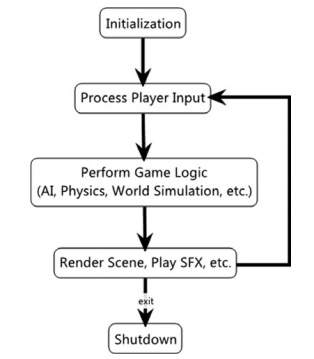 Initialization
Process Player Input
Perform Game Logic
(AI, Physics, World Simulation, etc.)
Render Scene, Play SFX, etc.
exit
Shutdown